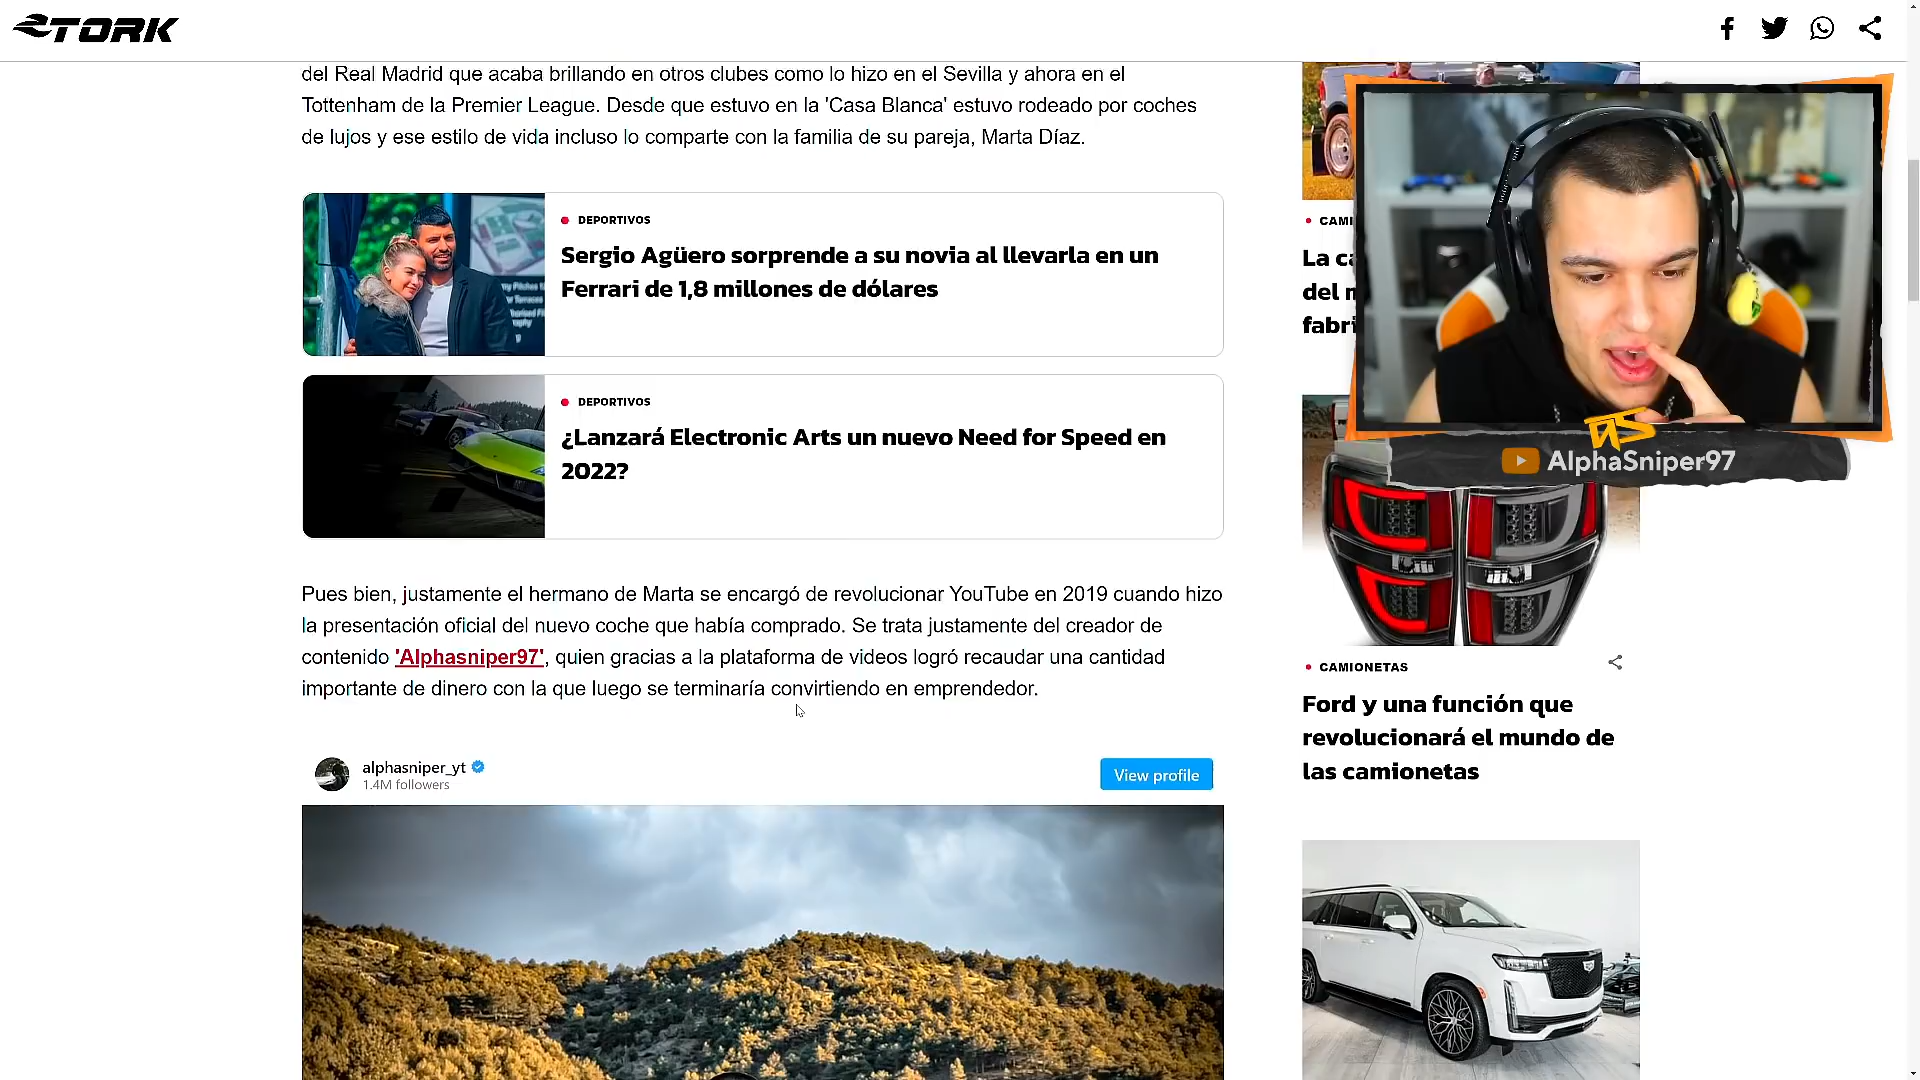 TORK
del Real Madrid que acaba brillando en otros clubes como lo hizo en el Sevilla y ahora en el
Tottenham de la Premier League. Desde que estuvo en la 'Casa Blanca' estuvo rodeado por coches
de lujos y ese estilo de vida incluso lo comparte con la familia de su pareja, Marta Díaz.
DEPORTIVOS
Sergio Agüero sorprende a su novia al llevarla en un
Ferrari de 1,8 millones de dólares
DEPORTIVOS
¿Lanzará Electronic Arts un nuevo Need for Speed en
2022?
Pues bien, justamente el hermano de Marta se encargó de revolucionar YouTube en 2019 cuando hizo
la presentación oficial del nuevo coche que había comprado. Se trata justamente del creador de
contenido 'Alphasniper97', quien gracias a la plataforma de videos logró recaudar una cantidad
importante de dinero con la que luego se terminaría convirtiendo en emprendedor.
alphasniper_yt
1.4M followers
View profile
CAMI
La
del
fabri
AS
AlphaSniper97
CAMIONETAS
Ford y una función que
revolucionará el mundo de
las camionetas